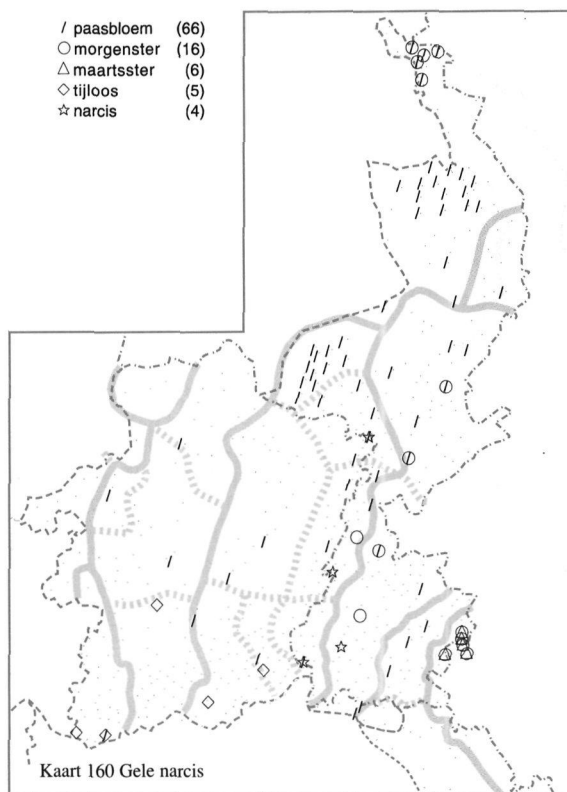 paasbloem (66)
morgenster (16)
maartsster (6)
tijloos (5)
narcis (4)
Kaart 160 Gele narcis